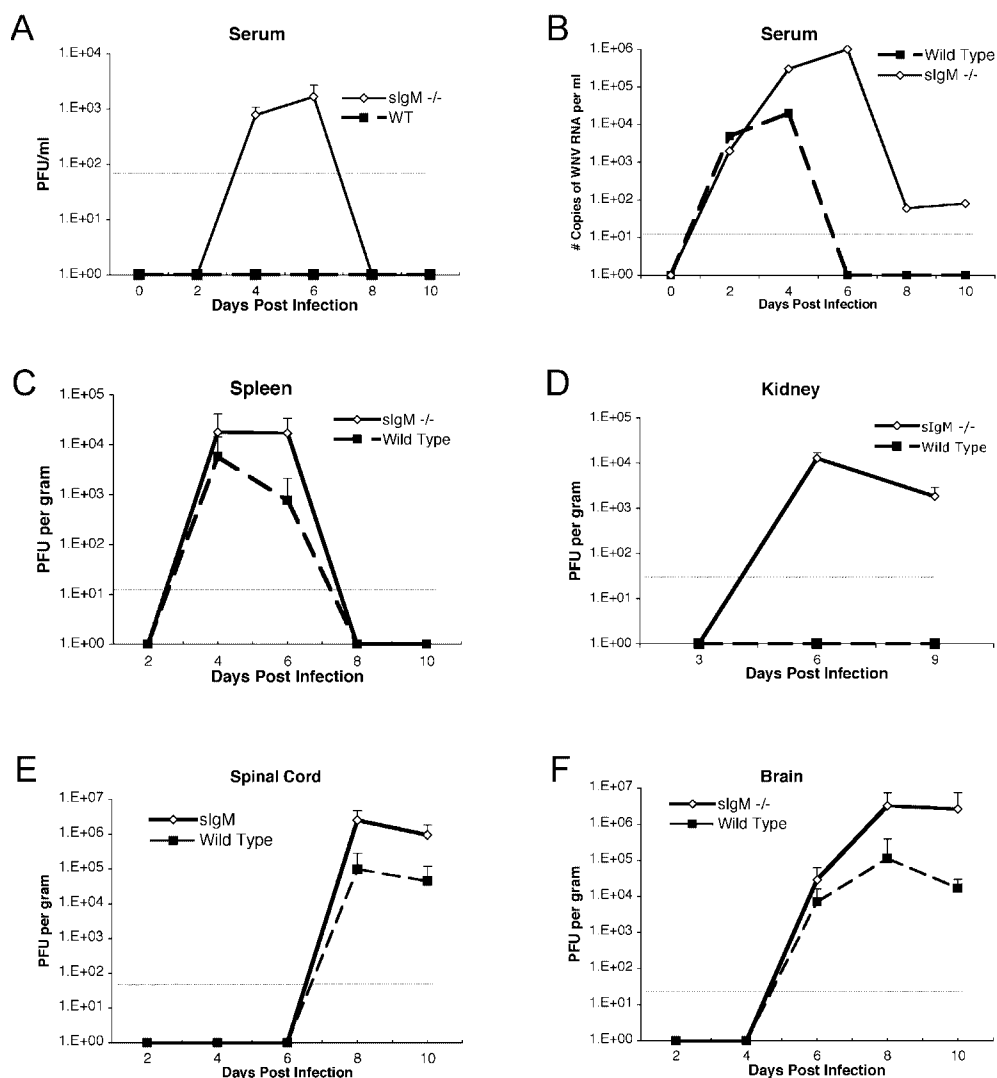 A
Serum
1.E+04
1.E+03
1.E+02
1.E+01
1.E+00
PFU/ml
sIgM -/-
WT
0 2 4 6 8 10
Days Post Infection
B
Serum
1.E+06
1.E+05
1.E+04
1.E+03
1.E+02
1.E+01
1.E+00
# Copies of WNV RNA per ml
Wild Type
sIgM -/-
0 2 4 6 8 10
Days Post Infection
C
Spleen
1.E+05
1.E+04
1.E+03
1.E+02
1.E+01
1.E+00
PFU per gram
sIgM -/-
Wild Type
2 4 6 8 10
Days Post Infection
D
Kidney
1.E+05
1.E+04
1.E+03
1.E+02
1.E+01
1.E+00
PFU per gram
sIgM -/-
Wild Type
3 6 9
Days Post Infection
E
Spinal Cord
1.E+07
1.E+06
1.E+05
1.E+04
1.E+03
1.E+02
1.E+01
1.E+00
PFU per gram
sIgM
Wild Type
2 4 6 8 10
Days Post Infection
F
Brain
1.E+07
1.E+06
1.E+05
1.E+04
1.E+03
1.E+02
1.E+01
1.E+00
PFU per gram
sIgM -/-
Wild Type
2 4 6 8 10
Days Post Infection